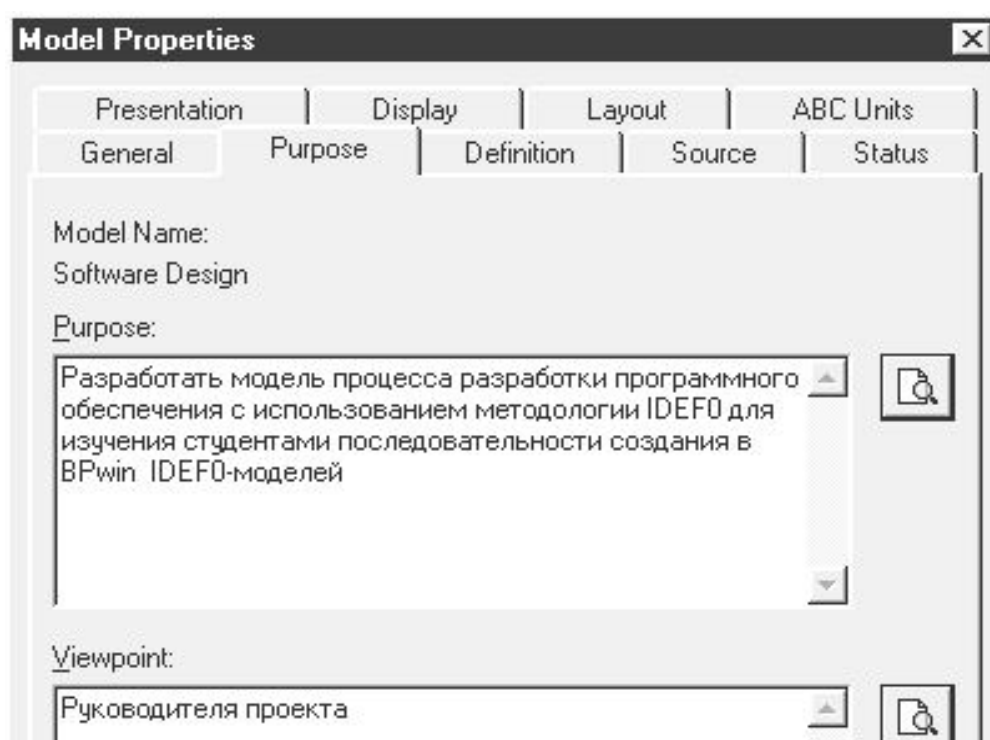 Model Properties
Presentation Display Layout ABC Units
General Purpose Definition Source Status
Model Name:
Software Design
Purpose:
Разработать модель процесса разработки программного
обеспечения с использованием методологии IDEF0 для
изучения студентами последовательности создания в
BPwin IDEF0-моделей
Viewpoint:
Руководителя проекта